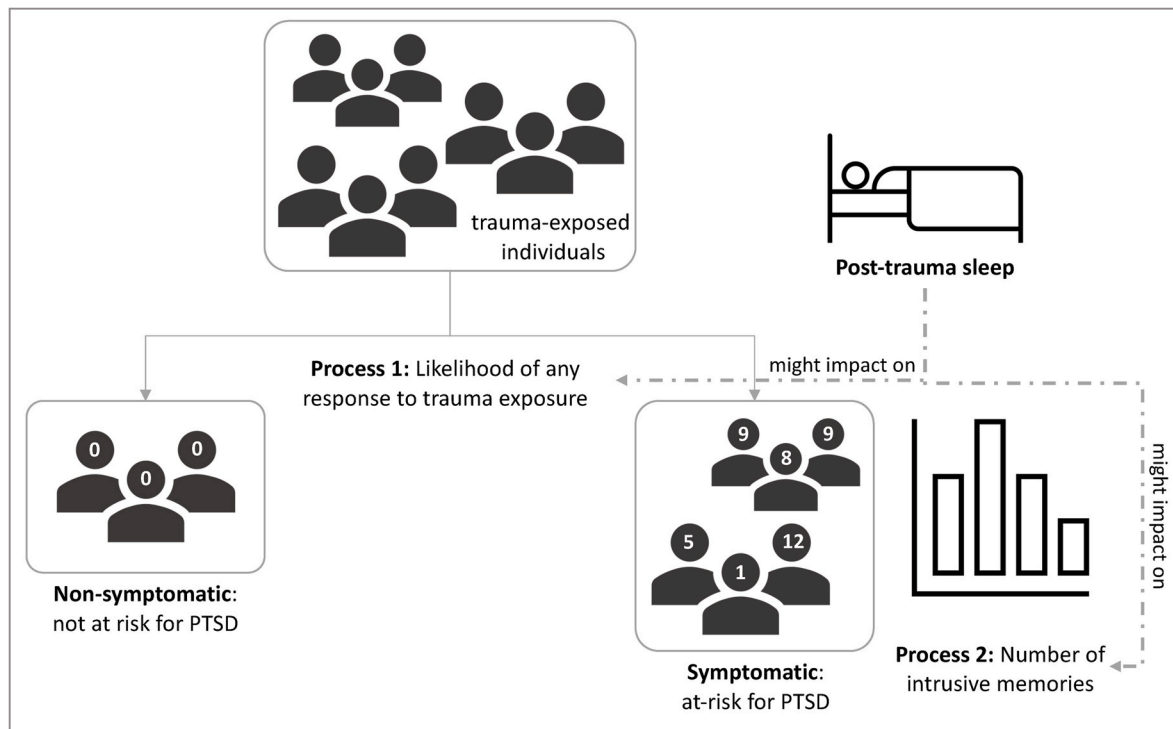 trauma-exposed
individuals
Post-trauma sleep
Process 1: Likelihood of any
response to trauma exposure
might impact on
might impact on
0
0
0
9
9
8
5
12
1
Non-symptomatic:
not at risk for PTSD
Symptomatic:
at-risk for PTSD
Process 2: Number of
intrusive memories